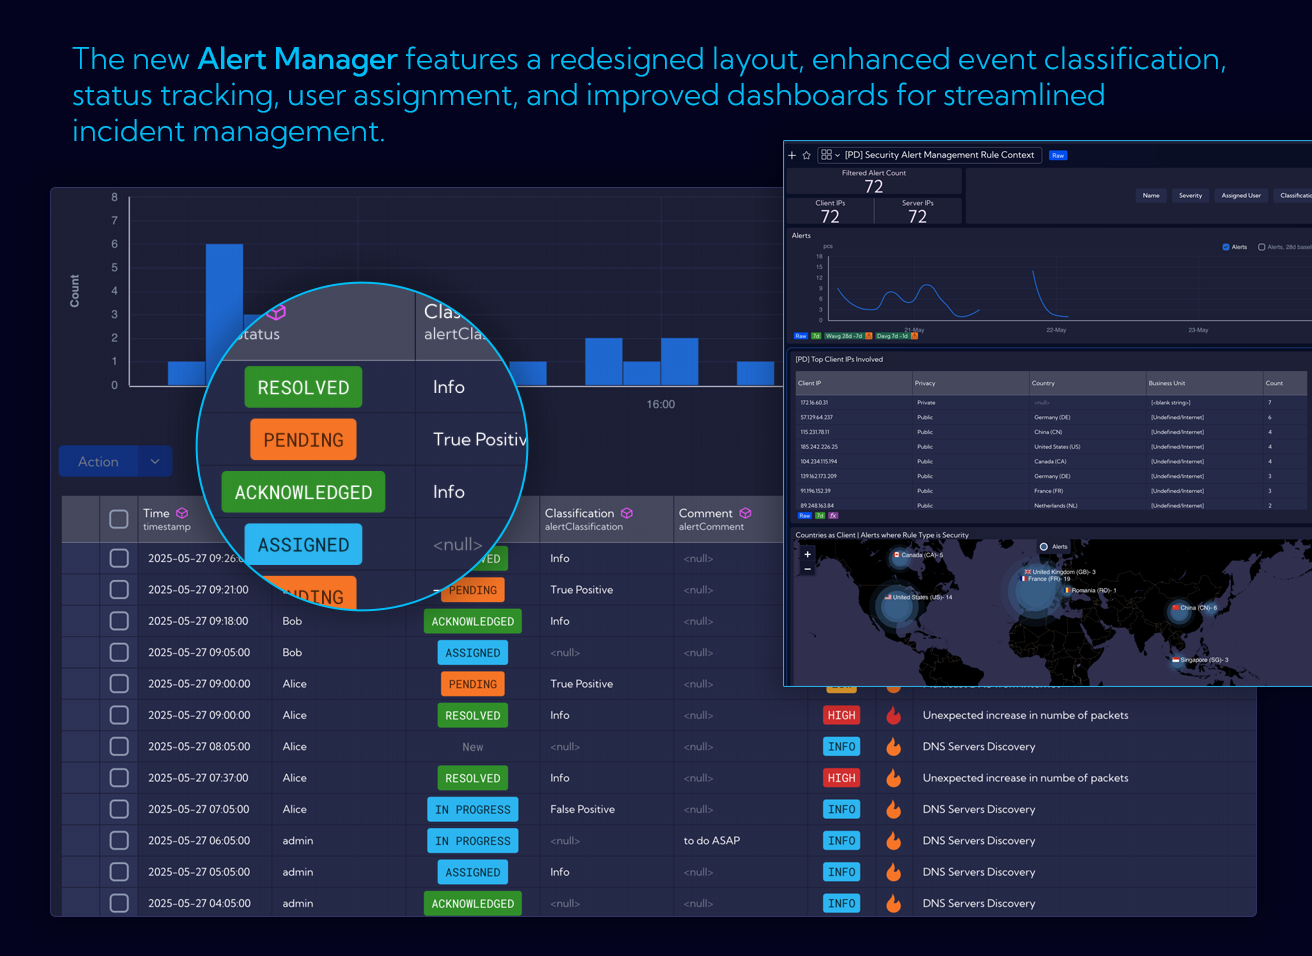 The new Alert Manager features a redesigned layout, enhanced event classification,
status tracking, user assignment, and improved dashboards for streamlined
incident management.
[PD] Security Alert Management Rule Context Raw
Filtered Alert Count
72
Client IPs Server IPs
72 72
Name Severity Assigned User
Alerts
pcs
Alerts Alerts, 28d
18
15
12
9
6
3
0
21-May 22-May 23-May
Raw 7d Wavg 28d -7d Davg 7d -1d
[PD] Top Client IPs Involved
Client IP Privacy Country Business Unit Count
172.16.60.31 Private <null> [<blank string>] 7
57.129.64.237 Public Germany (DE) [Undefined/Internet] 6
115.231.78.11 Public China (CN) [Undefined/Internet] 4
185.242.226.25 Public United States (US) [Undefined/Internet] 4
104.234.115.194 Public Canada (CA) [Undefined/Internet] 4
139.162.173.209 Public Germany (DE) [Undefined/Internet] 3
91.196.152.39 Public France (FR) [Undefined/Internet] 3
89.248.163.84 Public Netherlands (NL) [Undefined/Internet] 2
Raw 7d fx
Countries as Client | Alerts where Rule Type is Security
Alerts
+
−
Canada (CA)- 5
United Kingdom (GB)- 3
France (FR)- 19
Romania (RO)- 1
United States (US)- 14
China (CN)- 6
Singapore (SG)- 3
8
7
6
5
4
3
2
1
0
Count
16:00
Action
Status
alertCla
RESOLVED Info
PENDING True Positiv
ACKNOWLEDGED Info
ASSIGNED <null>
Time Classification Comment
timestamp alertClassification alertComment
2025-05-27 09:26: Info <null>
2025-05-27 09:21:00 PENDING True Positive <null>
2025-05-27 09:18:00 Bob ACKNOWLEDGED Info <null>
2025-05-27 09:05:00 Bob ASSIGNED <null> <null>
2025-05-27 09:00:00 Alice PENDING True Positive <null>
2025-05-27 09:00:00 Alice RESOLVED Info <null> HIGH Unexpected increase in numbe of packets
2025-05-27 08:05:00 Alice New <null> <null> INFO DNS Servers Discovery
2025-05-27 07:37:00 Alice RESOLVED Info <null> HIGH Unexpected increase in numbe of packets
2025-05-27 07:05:00 Alice IN PROGRESS False Positive <null> INFO DNS Servers Discovery
2025-05-27 06:05:00 admin IN PROGRESS <null> to do ASAP INFO DNS Servers Discovery
2025-05-27 05:05:00 admin ASSIGNED Info <null> INFO DNS Servers Discovery
2025-05-27 04:05:00 admin ACKNOWLEDGED <null> <null> INFO DNS Servers Discovery